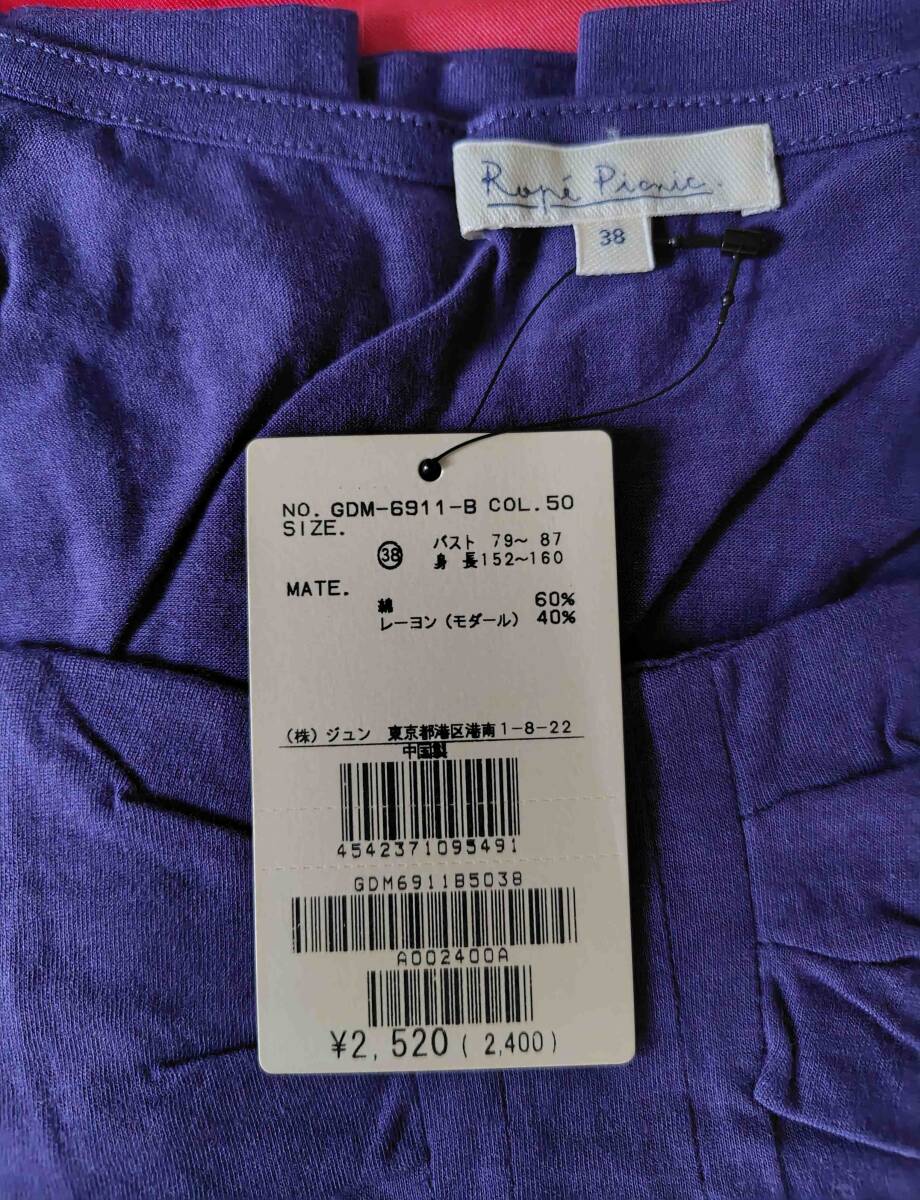 Ropé Picnic.
38
NO. GDM-6911-B COL.50
SIZE.
38 バスト 79～ 87
身 長152～160
MATE.
綿 60%
レーヨン(モダール) 40%
(株)ジュン 東京都港区港南1-8-22
中国製
4542371095491
GDM6911B5038
A002400A
¥2,520 ( 2,400 )